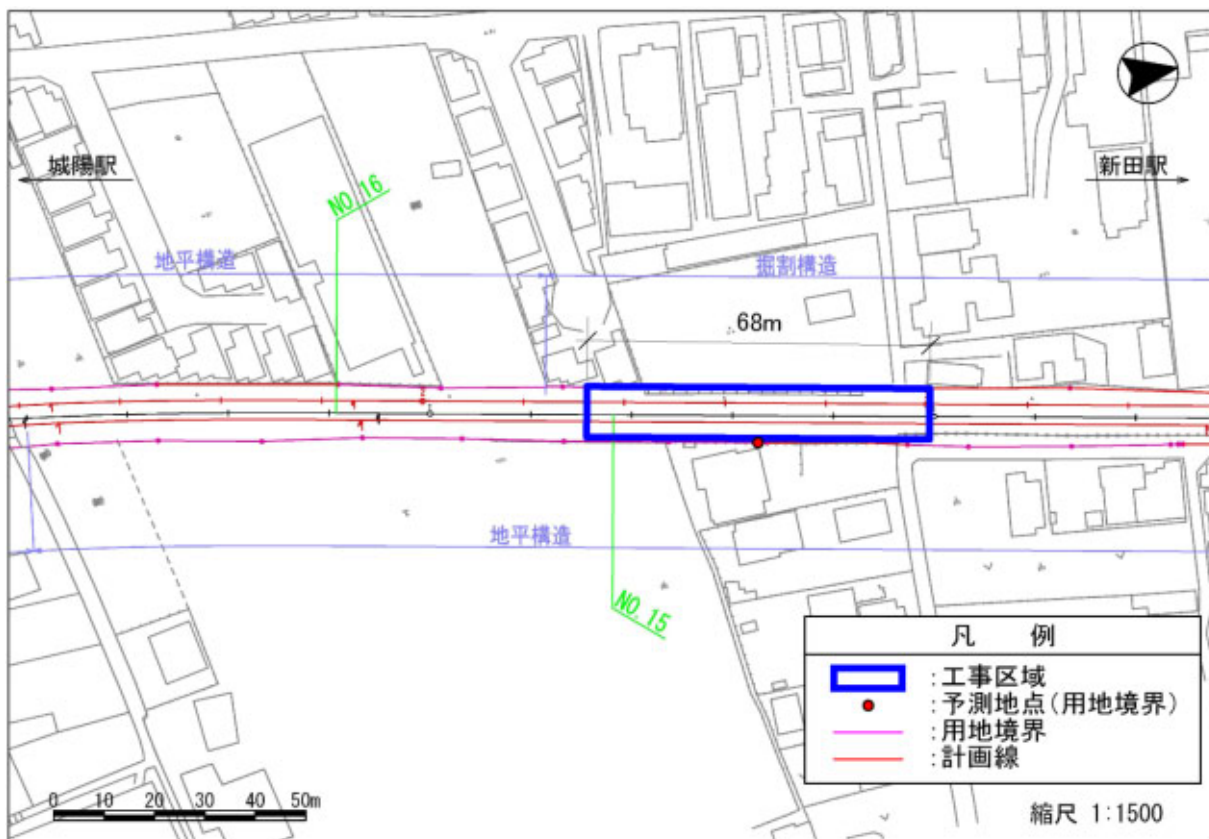 城陽駅
新田駅
NO.16
地平構造
掘割構造
68m
地平構造
NO.15
凡 例
:工事区域
:予測地点(用地境界)
:用地境界
:計画線
0 10 20 30 40 50m
縮尺 1:1500